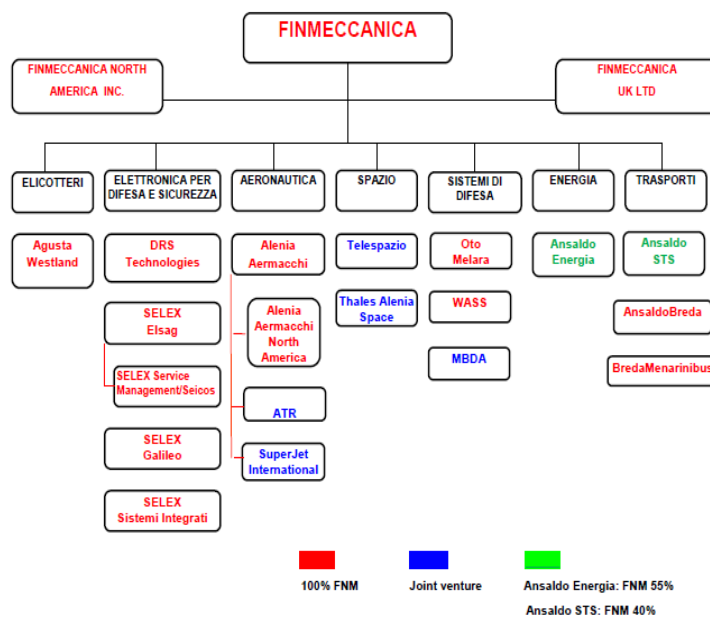 FINMECCANICA
FINMECCANICA NORTH
AMERICA INC.
FINMECCANICA
UK LTD
ELICOTTERI
ELETTRONICA PER
DIFESA E SICUREZZA
AERONAUTICA
SPAZIO
SISTEMI DI
DIFESA
ENERGIA
TRASPORTI
Agusta
Westland
DRS
Technologies
SELEX
Elsag
SELEX Service
Management/Seicos
SELEX
Galileo
SELEX
Sistemi Integrati
Alenia
Aermacchi
Alenia
Aermacchi
North
America
ATR
SuperJet
International
Telespazio
Thales Alenia
Space
Oto
Melara
WASS
MBDA
Ansaldo
Energia
Ansaldo
STS
AnsaldoBreda
BredaMenarinibus
100% FNM
Joint venture
Ansaldo Energia: FNM 55%
Ansaldo STS: FNM 40%